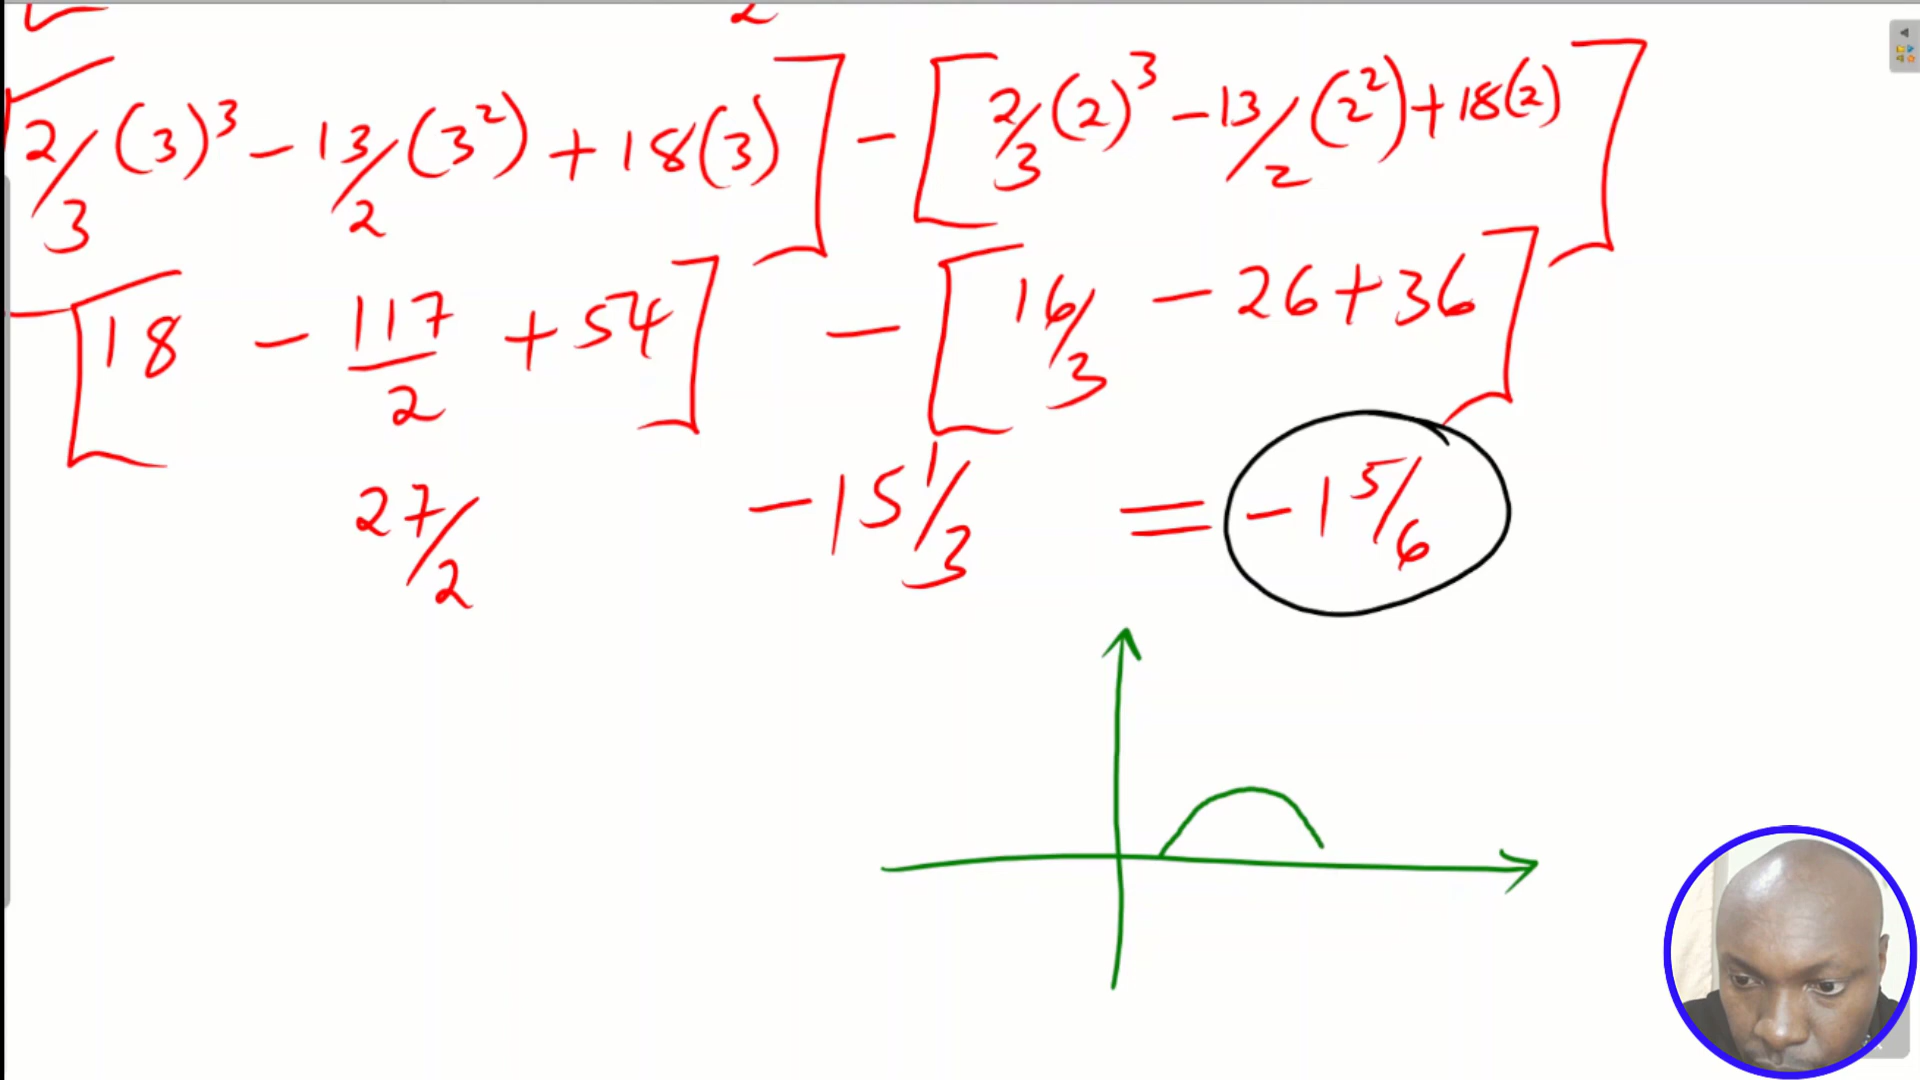 2
2/3 (3)³ - 13/2 (3²) + 18(3)] - [2/3 (2)³ - 13/2 (2²) + 18(2)]
[18 - 117/2 + 54] - [16/3 - 26 + 36]
27/2 - 15 1/3 = -1 5/6